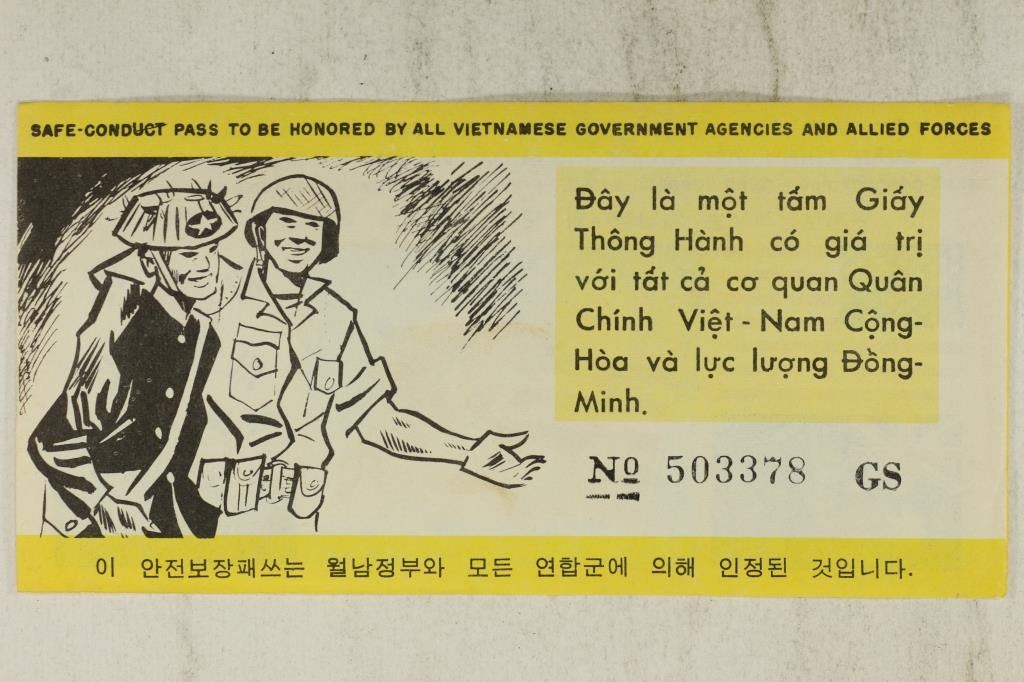 SAFE-CONDUCT PASS TO BE HONORED BY ALL VIETNAMESE GOVERNMENT AGENCIES AND ALLIED FORCES
Đây là một tấm Giấy
Thông Hành có giá trị
với tất cả cơ quan Quân
Chính Việt - Nam Cộng-
Hòa và lực lượng Đồng-
Minh.
Nº 503378 GS
이 안전보장패쓰는 월남정부와 모든 연합군에 의해 인정된 것입니다.